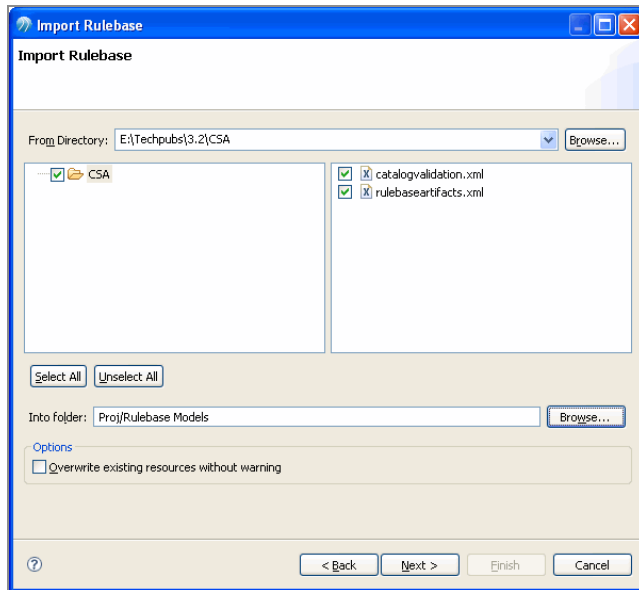 Import Rulebase
Import Rulebase
From Directory: E:\Techpubs\3.2\CSA Browse...
CSA
catalogvalidation.xml
rulebaseartifacts.xml
Select All Unselect All
Into folder: Proj/Rulebase Models Browse...
Options
Overwrite existing resources without warning
? < Back Next > Finish Cancel